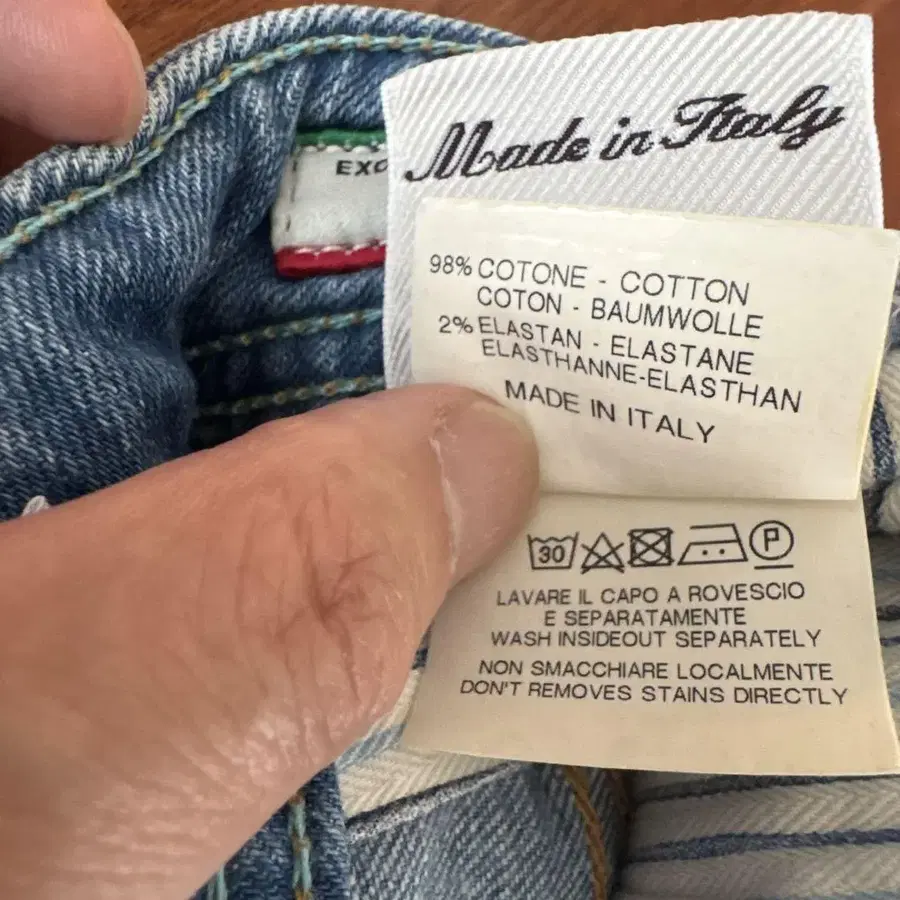 Made in Italy
98% COTONE - COTTON
COTON - BAUMWOLLE
2% ELASTAN - ELASTANE
ELASTHANNE-ELASTHAN
MADE IN ITALY
30 P
LAVARE IL CAPO A ROVESCIO
E SEPARATAMENTE
WASH INSIDEOUT SEPARATELY
NON SMACCHIARE LOCALMENTE
DON'T REMOVES STAINS DIRECTLY